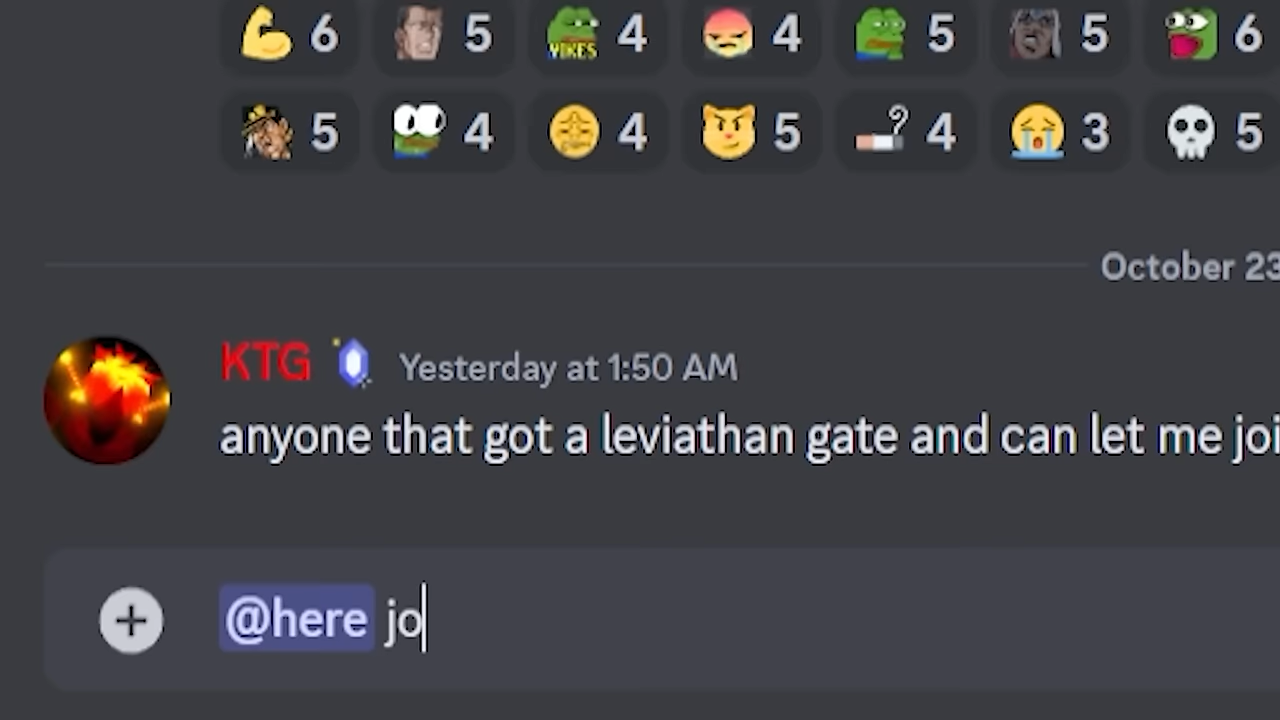 6 5 4 4 5 5 6
VIKES
5 4 4 5 4 3 5
October 23
KTG Yesterday at 1:50 AM
anyone that got a leviathan gate and can let me joi
@here jo